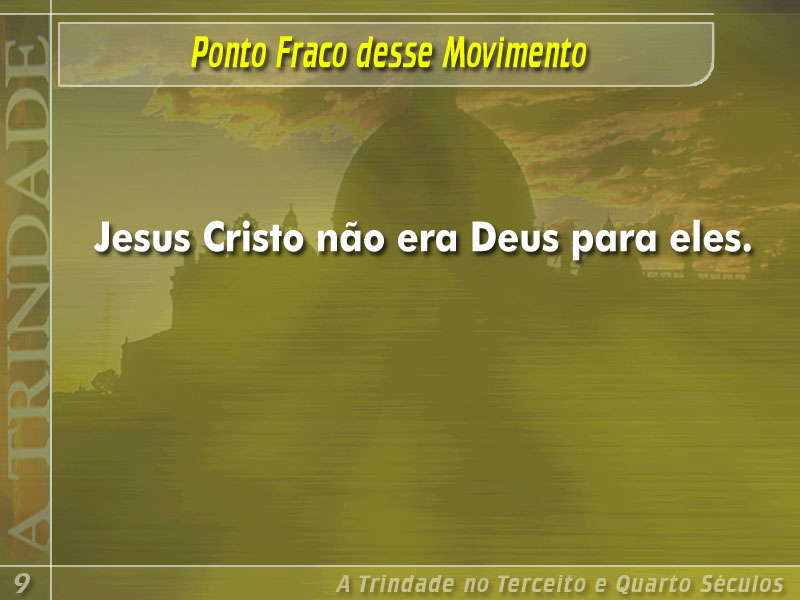 Ponto Fraco desse Movimento
A TRINDADE
Jesus Cristo não era Deus para eles.
9
A Trindade no Terceito e Quarto Séculos